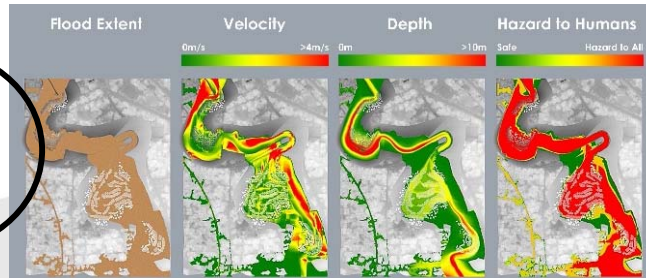 Flood Extent
Velocity
0m/s >4m/s
Depth
0m >10m
Hazard to Humans
Safe Hazard to All